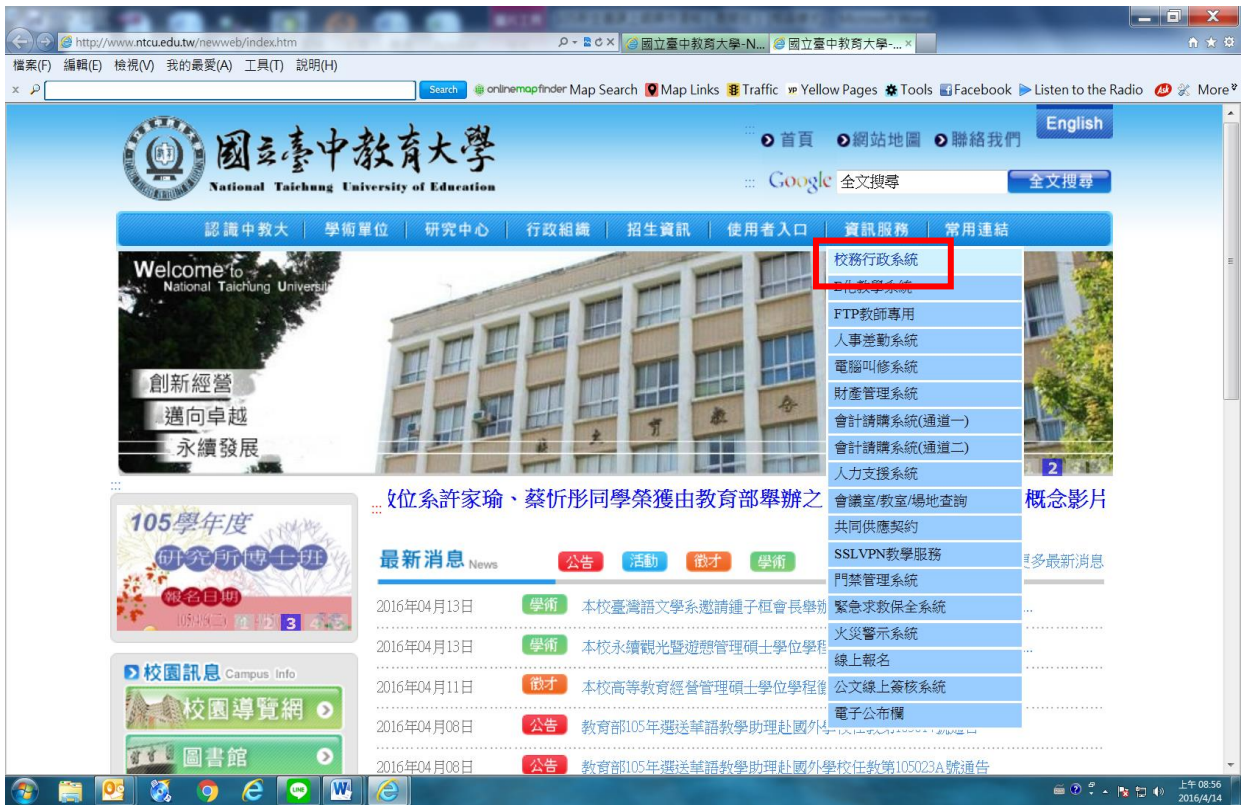 http://www.ntcu.edu.tw/newweb/index.htm
國立臺中教育大學-N...
國立臺中教育大學-...
檔案(F) 編輯(E) 檢視(V) 我的最愛(A) 工具(T) 說明(H)
Search onlinemapfinder Map Search Map Links Traffic Yellow Pages Tools Facebook Listen to the Radio More
English
首頁 網站地圖 聯絡我們
國立臺中教育大學
National Taichung University of Education
Google 全文搜尋 全文搜尋
認識中教大 學術單位 研究中心 行政組織 招生資訊 使用者入口 資訊服務 常用連結
校務行政系統
E化教學系統
FTP教師專用
人事差勤系統
電腦叫修系統
財產管理系統
會計請購系統(通道一)
會計請購系統(通道二)
人力支援系統
會議室/教室/場地查詢
共同供應契約
SSLVPN教學服務
門禁管理系統
緊急求救保全系統
火災警示系統
線上報名
公文線上簽核系統
電子公布欄
Welcome to
National Taichung Universit
創新經營
邁向卓越
永續發展
2
位系許家瑜、蔡忻彤同學榮獲由教育部舉辦之
概念影片
105學年度
研究所博士班
報名日期
1 2 3 4 5
最新消息 News 公告 活動 徵才 學術 更多最新消息
2016年04月13日 學術 本校臺灣語文學系邀請鍾子桓會長舉辦
2016年04月13日 學術 本校永續觀光暨遊憩管理碩士學位學程
2016年04月11日 徵才 本校高等教育經營管理碩士學位學程徵
2016年04月08日 公告 教育部105年選送華語教學助理赴國外
2016年04月08日 公告 教育部105年選送華語教學助理赴國外學校任教第105023A號通告
校園訊息 Campus Info
校園導覽網
圖書館
上午 08:56
2016/4/14